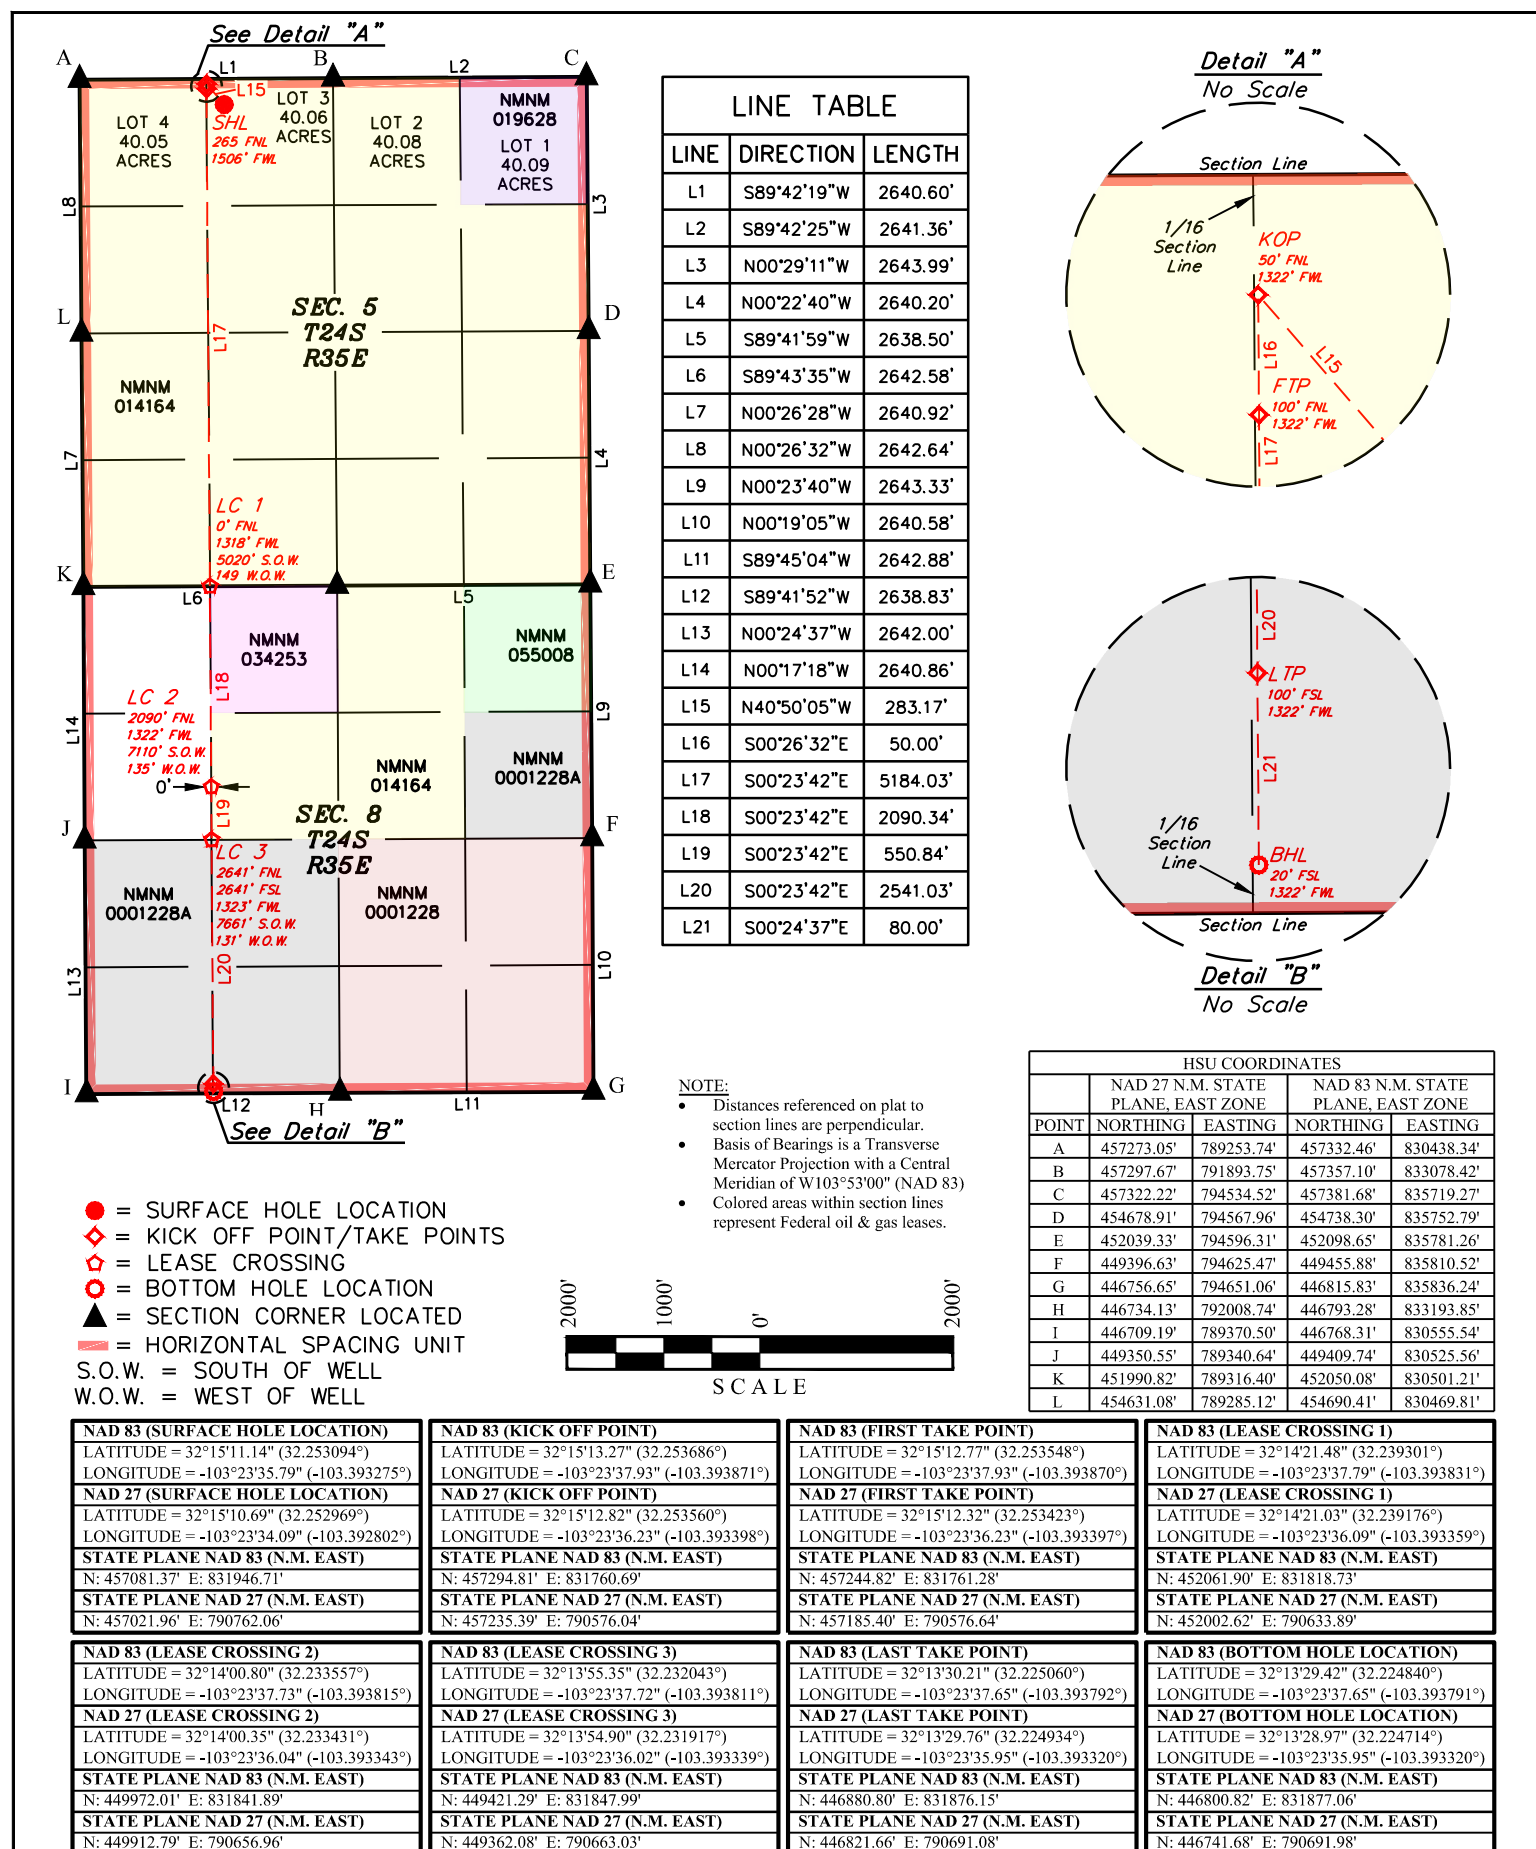 See Detail "A"
A
B
C
L1
L2
L15
LOT 4
40.05
ACRES
SHL
265 FNL
1506' FWL
LOT 3
40.06
ACRES
LOT 2
40.08
ACRES
NMNM
019628
LOT 1
40.09
ACRES
L8
L3
L
D
SEC. 5
T24S
R35E
L17
NMNM
014164
L7
L4
LC 1
0' FNL
1318' FWL
5020' S.O.W.
149 W.O.W.
K
E
L6
L5
NMNM
034253
NMNM
055008
L18
LC 2
2090' FNL
1322' FWL
7110' S.O.W.
135' W.O.W.
L14
L9
0'
NMNM
014164
NMNM
0001228A
L19
SEC. 8
T24S
R35E
J
F
LC 3
2641' FNL
2641' FSL
1323' FWL
7661' S.O.W.
131' W.O.W.
NMNM
0001228A
NMNM
0001228
L20
L13
L10
I
H
G
L12
L11
See Detail "B"
LINE TABLE
LINE DIRECTION LENGTH
L1 S89°42'19"W 2640.60'
L2 S89°42'25"W 2641.36'
L3 N00°29'11"W 2643.99'
L4 N00°22'40"W 2640.20'
L5 S89°41'59"W 2638.50'
L6 S89°43'35"W 2642.58'
L7 N00°26'28"W 2640.92'
L8 N00°26'32"W 2642.64'
L9 N00°23'40"W 2643.33'
L10 N00°19'05"W 2640.58'
L11 S89°45'04"W 2642.88'
L12 S89°41'52"W 2638.83'
L13 N00°24'37"W 2642.00'
L14 N00°17'18"W 2640.86'
L15 N40°50'05"W 283.17'
L16 S00°26'32"E 50.00'
L17 S00°23'42"E 5184.03'
L18 S00°23'42"E 2090.34'
L19 S00°23'42"E 550.84'
L20 S00°23'42"E 2541.03'
L21 S00°24'37"E 80.00'
Detail "A"
No Scale
Section Line
1/16
Section
Line
KOP
50' FNL
1322' FWL
L16
L15
FTP
100' FNL
1322' FWL
L17
L20
LTP
100' FSL
1322' FWL
L21
1/16
Section
Line
BHL
20' FSL
1322' FWL
Section Line
Detail "B"
No Scale
NOTE:
• Distances referenced on plat to
section lines are perpendicular.
• Basis of Bearings is a Transverse
Mercator Projection with a Central
Meridian of W103°53'00" (NAD 83)
• Colored areas within section lines
represent Federal oil & gas leases.
HSU COORDINATES
NAD 27 N.M. STATE PLANE, EAST ZONE NAD 83 N.M. STATE PLANE, EAST ZONE
POINT NORTHING EASTING NORTHING EASTING
A 457273.05' 789253.74' 457332.46' 830438.34'
B 457297.67' 791893.75' 457357.10' 833078.42'
C 457322.22' 794534.52' 457381.68' 835719.27'
D 454678.91' 794567.96' 454738.30' 835752.79'
E 452039.33' 794596.31' 452098.65' 835781.26'
F 449396.63' 794625.47' 449455.88' 835810.52'
G 446756.65' 794651.06' 446815.83' 835836.24'
H 446734.13' 792008.74' 446793.28' 833193.85'
I 446709.19' 789370.50' 446768.31' 830555.54'
J 449350.55' 789340.64' 449409.74' 830525.56'
K 451990.82' 789316.40' 452050.08' 830501.21'
L 454631.08' 789285.12' 454690.41' 830469.81'
= SURFACE HOLE LOCATION
= KICK OFF POINT/TAKE POINTS
= LEASE CROSSING
= BOTTOM HOLE LOCATION
= SECTION CORNER LOCATED
= HORIZONTAL SPACING UNIT
S.O.W. = SOUTH OF WELL
W.O.W. = WEST OF WELL
2000' 1000' 0' 2000'
SCALE
NAD 83 (SURFACE HOLE LOCATION)
LATITUDE = 32°15'11.14" (32.253094°)
LONGITUDE = -103°23'35.79" (-103.393275°)
NAD 27 (SURFACE HOLE LOCATION)
LATITUDE = 32°15'10.69" (32.252969°)
LONGITUDE = -103°23'34.09" (-103.392802°)
STATE PLANE NAD 83 (N.M. EAST)
N: 457081.37' E: 831946.71'
STATE PLANE NAD 27 (N.M. EAST)
N: 457021.96' E: 790762.06'
NAD 83 (KICK OFF POINT)
LATITUDE = 32°15'13.27" (32.253686°)
LONGITUDE = -103°23'37.93" (-103.393871°)
NAD 27 (KICK OFF POINT)
LATITUDE = 32°15'12.82" (32.253560°)
LONGITUDE = -103°23'36.23" (-103.393398°)
STATE PLANE NAD 83 (N.M. EAST)
N: 457294.81' E: 831760.69'
STATE PLANE NAD 27 (N.M. EAST)
N: 457235.39' E: 790576.04'
NAD 83 (FIRST TAKE POINT)
LATITUDE = 32°15'12.77" (32.253548°)
LONGITUDE = -103°23'37.93" (-103.393870°)
NAD 27 (FIRST TAKE POINT)
LATITUDE = 32°15'12.32" (32.253423°)
LONGITUDE = -103°23'36.23" (-103.393397°)
STATE PLANE NAD 83 (N.M. EAST)
N: 457244.82' E: 831761.28'
STATE PLANE NAD 27 (N.M. EAST)
N: 457185.40' E: 790576.64'
NAD 83 (LEASE CROSSING 1)
LATITUDE = 32°14'21.48" (32.239301°)
LONGITUDE = -103°23'37.79" (-103.393831°)
NAD 27 (LEASE CROSSING 1)
LATITUDE = 32°14'21.03" (32.239176°)
LONGITUDE = -103°23'36.09" (-103.393359°)
STATE PLANE NAD 83 (N.M. EAST)
N: 452061.90' E: 831818.73'
STATE PLANE NAD 27 (N.M. EAST)
N: 452002.62' E: 790633.89'
NAD 83 (LEASE CROSSING 2)
LATITUDE = 32°14'00.80" (32.233557°)
LONGITUDE = -103°23'37.73" (-103.393815°)
NAD 27 (LEASE CROSSING 2)
LATITUDE = 32°14'00.35" (32.233431°)
LONGITUDE = -103°23'36.04" (-103.393343°)
STATE PLANE NAD 83 (N.M. EAST)
N: 449972.01' E: 831841.89'
STATE PLANE NAD 27 (N.M. EAST)
N: 449912.79' E: 790656.96'
NAD 83 (LEASE CROSSING 3)
LATITUDE = 32°13'55.35" (32.232043°)
LONGITUDE = -103°23'37.72" (-103.393811°)
NAD 27 (LEASE CROSSING 3)
LATITUDE = 32°13'54.90" (32.231917°)
LONGITUDE = -103°23'36.02" (-103.393339°)
STATE PLANE NAD 83 (N.M. EAST)
N: 449421.29' E: 831847.99'
STATE PLANE NAD 27 (N.M. EAST)
N: 449362.08' E: 790663.03'
NAD 83 (LAST TAKE POINT)
LATITUDE = 32°13'30.21" (32.225060°)
LONGITUDE = -103°23'37.65" (-103.393792°)
NAD 27 (LAST TAKE POINT)
LATITUDE = 32°13'29.76" (32.224934°)
LONGITUDE = -103°23'35.95" (-103.393320°)
STATE PLANE NAD 83 (N.M. EAST)
N: 446880.80' E: 831876.15'
STATE PLANE NAD 27 (N.M. EAST)
N: 446821.66' E: 790691.08'
NAD 83 (BOTTOM HOLE LOCATION)
LATITUDE = 32°13'29.42" (32.224840°)
LONGITUDE = -103°23'37.65" (-103.393791°)
NAD 27 (BOTTOM HOLE LOCATION)
LATITUDE = 32°13'28.97" (32.224714°)
LONGITUDE = -103°23'35.95" (-103.393320°)
STATE PLANE NAD 83 (N.M. EAST)
N: 446800.82' E: 831877.06'
STATE PLANE NAD 27 (N.M. EAST)
N: 446741.68' E: 790691.98'